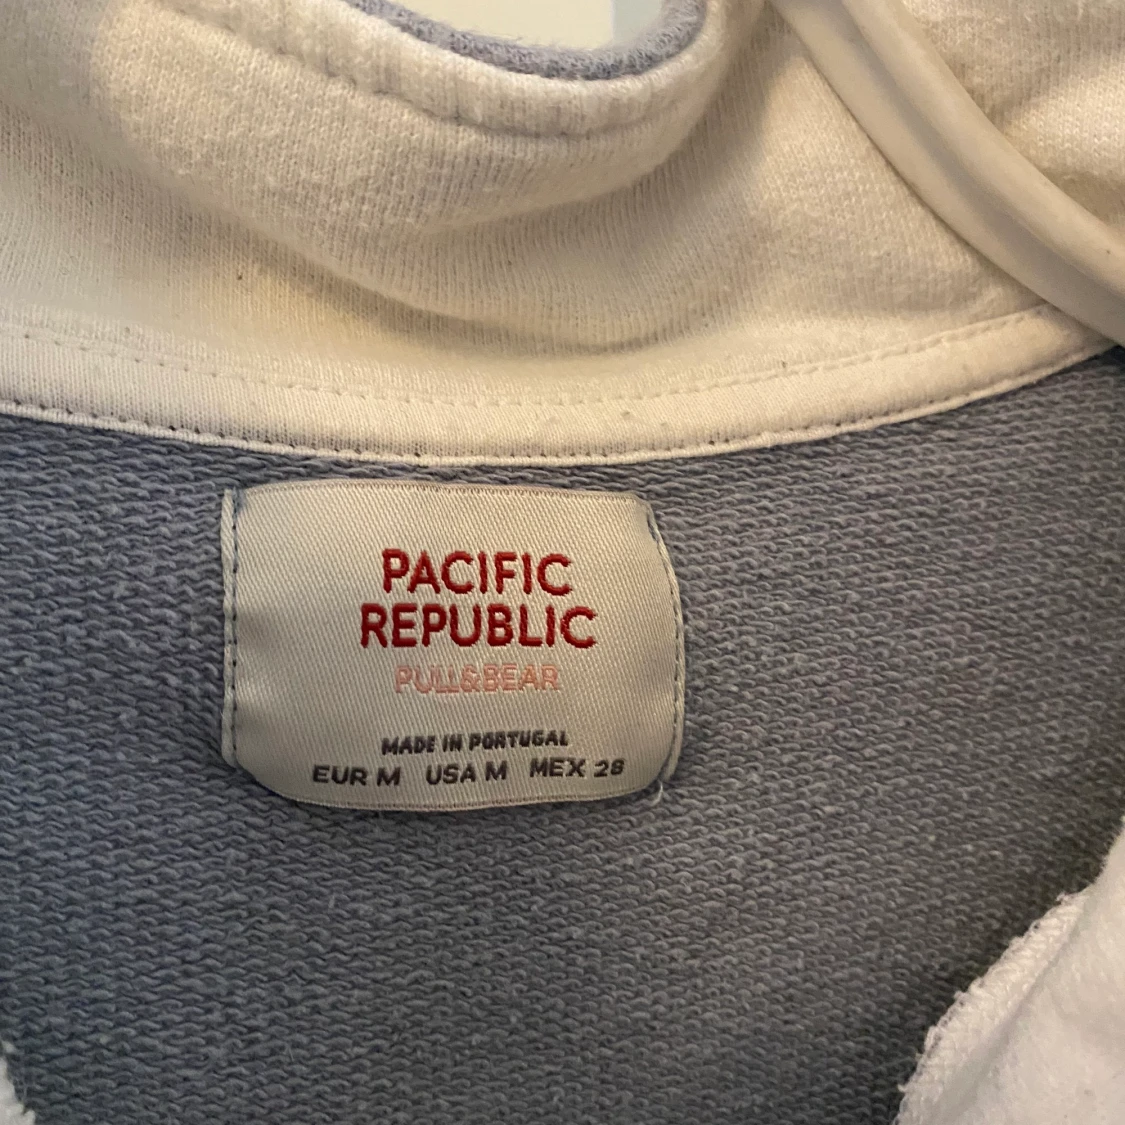 PACIFIC
REPUBLIC
PULL&BEAR
MADE IN PORTUGAL
EUR M USA M MEX 28